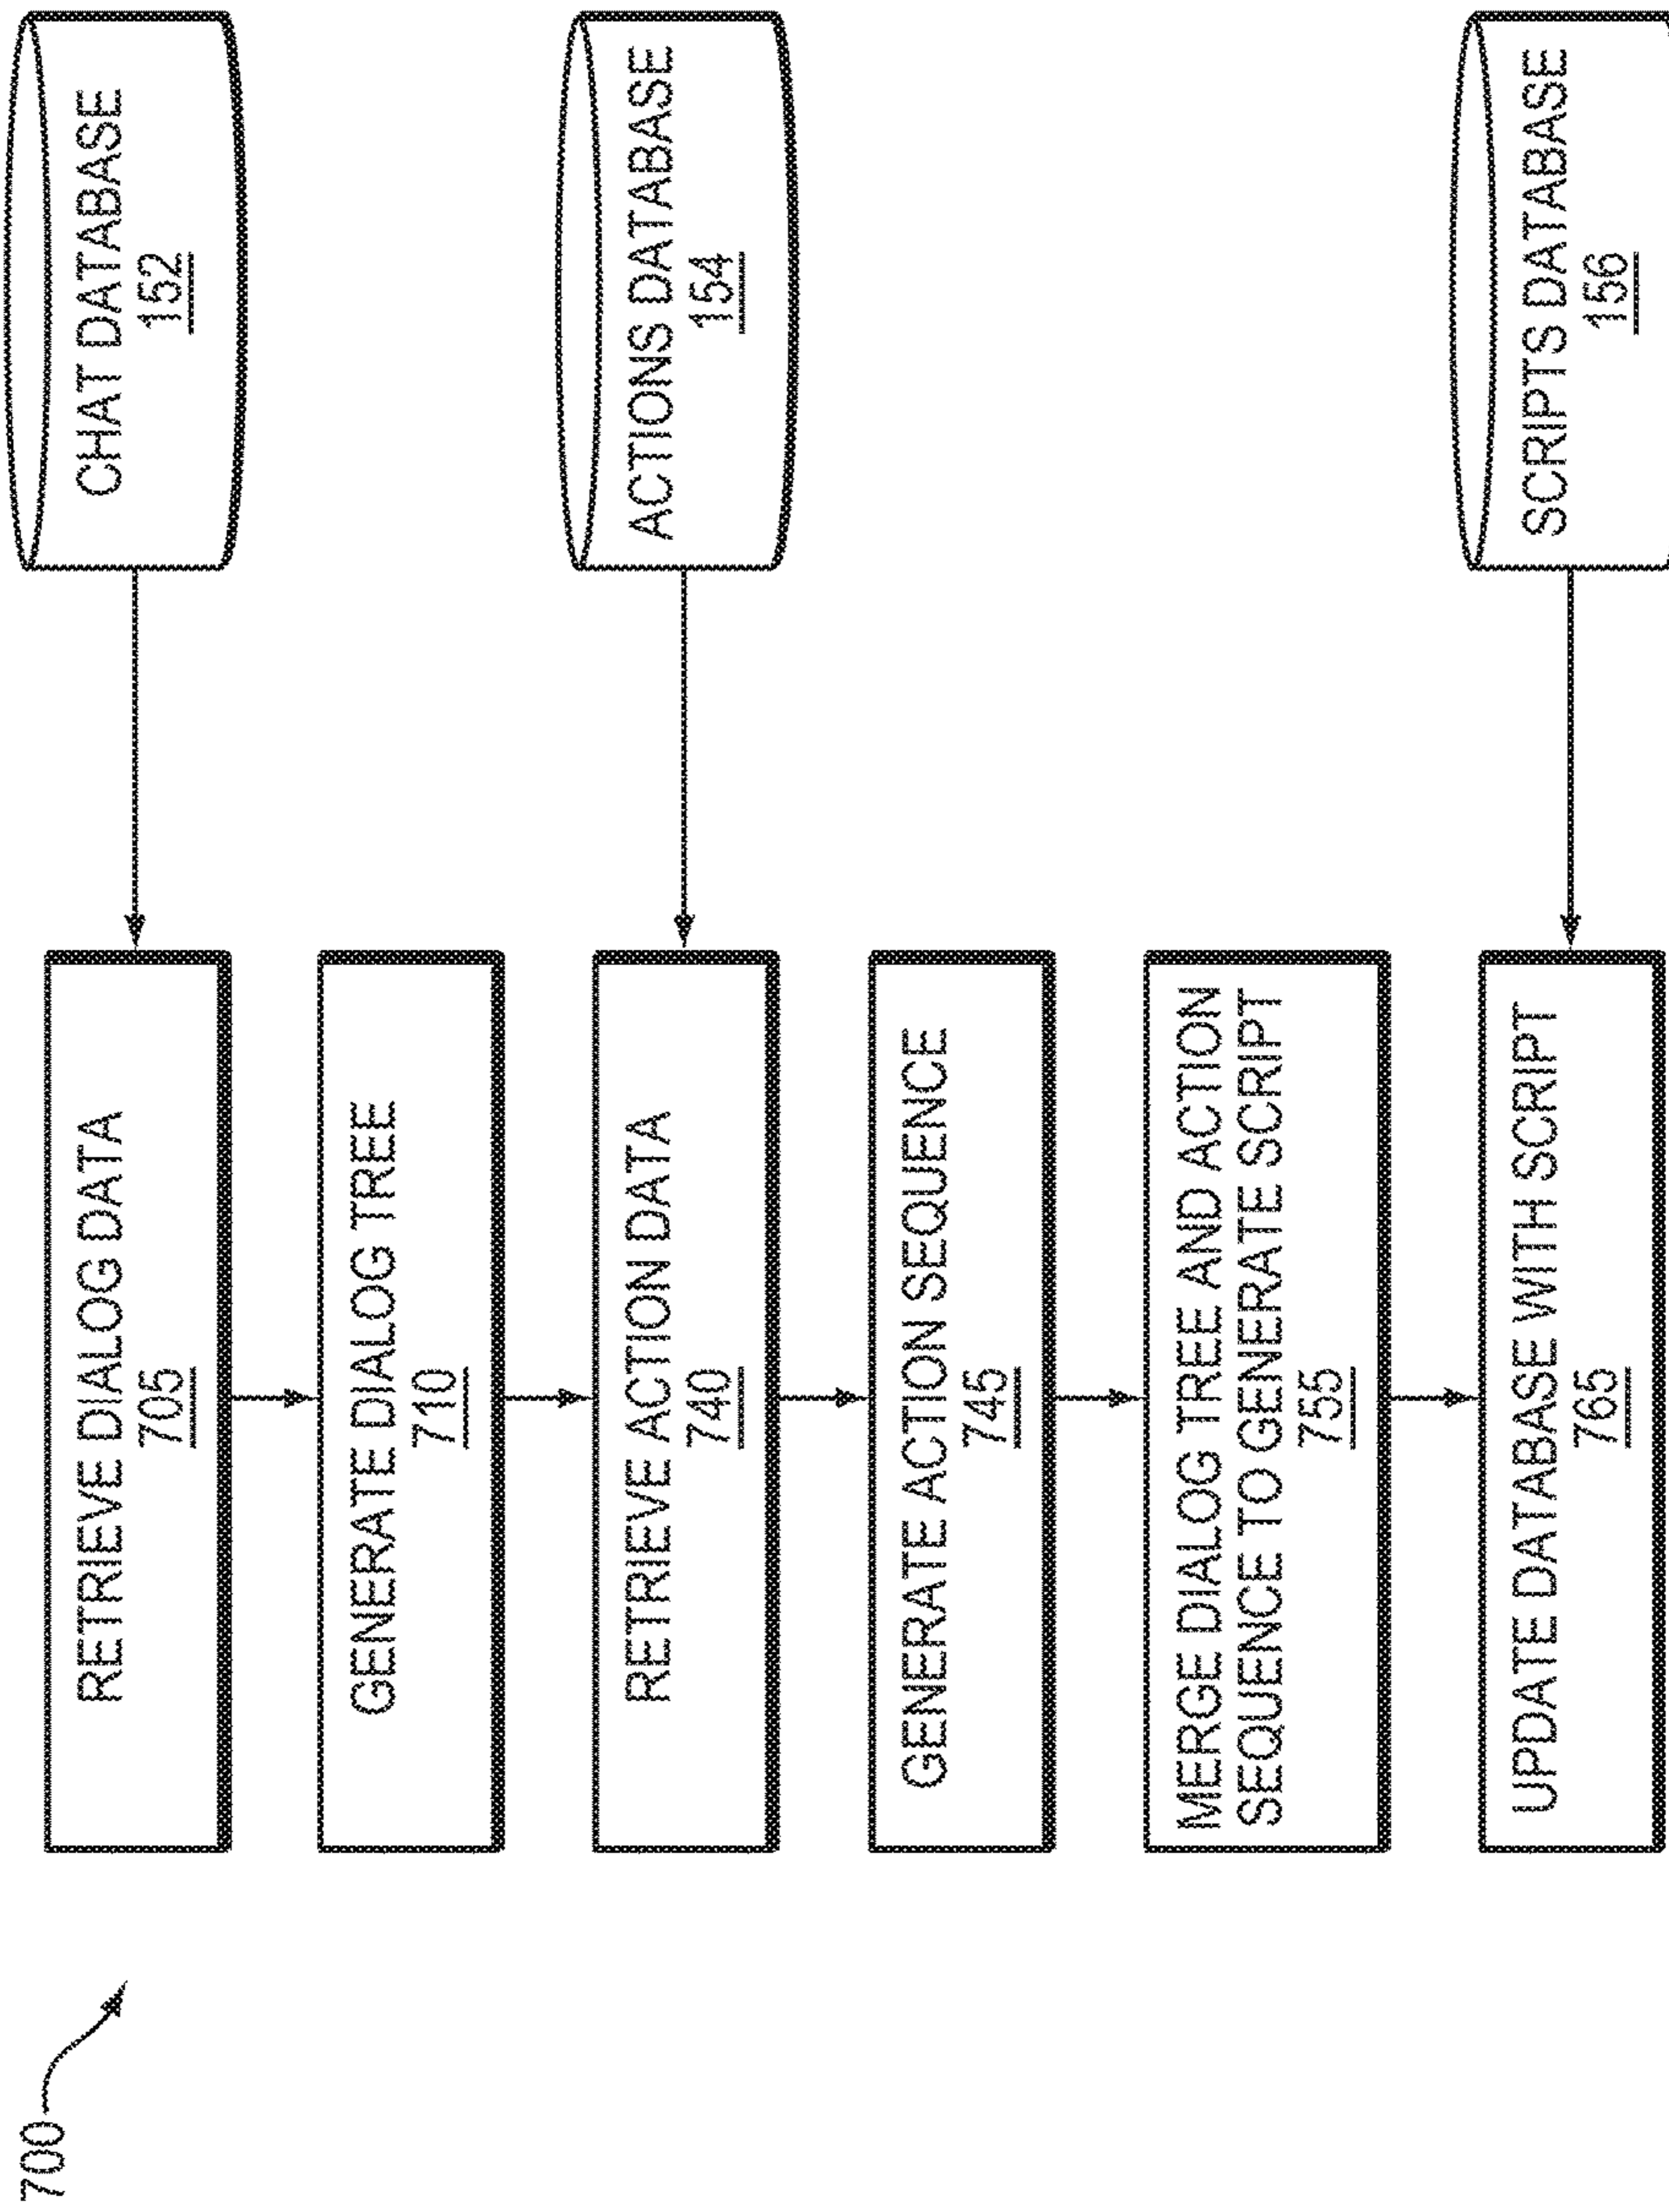 700
RETRIEVE DIALOG DATA
705
CHAT DATABASE
152
GENERATE DIALOG TREE
710
RETRIEVE ACTION DATA
740
ACTIONS DATABASE
154
GENERATE ACTION SEQUENCE
745
MERGE DIALOG TREE AND ACTION
SEQUENCE TO GENERATE SCRIPT
755
UPDATE DATABASE WITH SCRIPT
765
SCRIPTS DATABASE
156